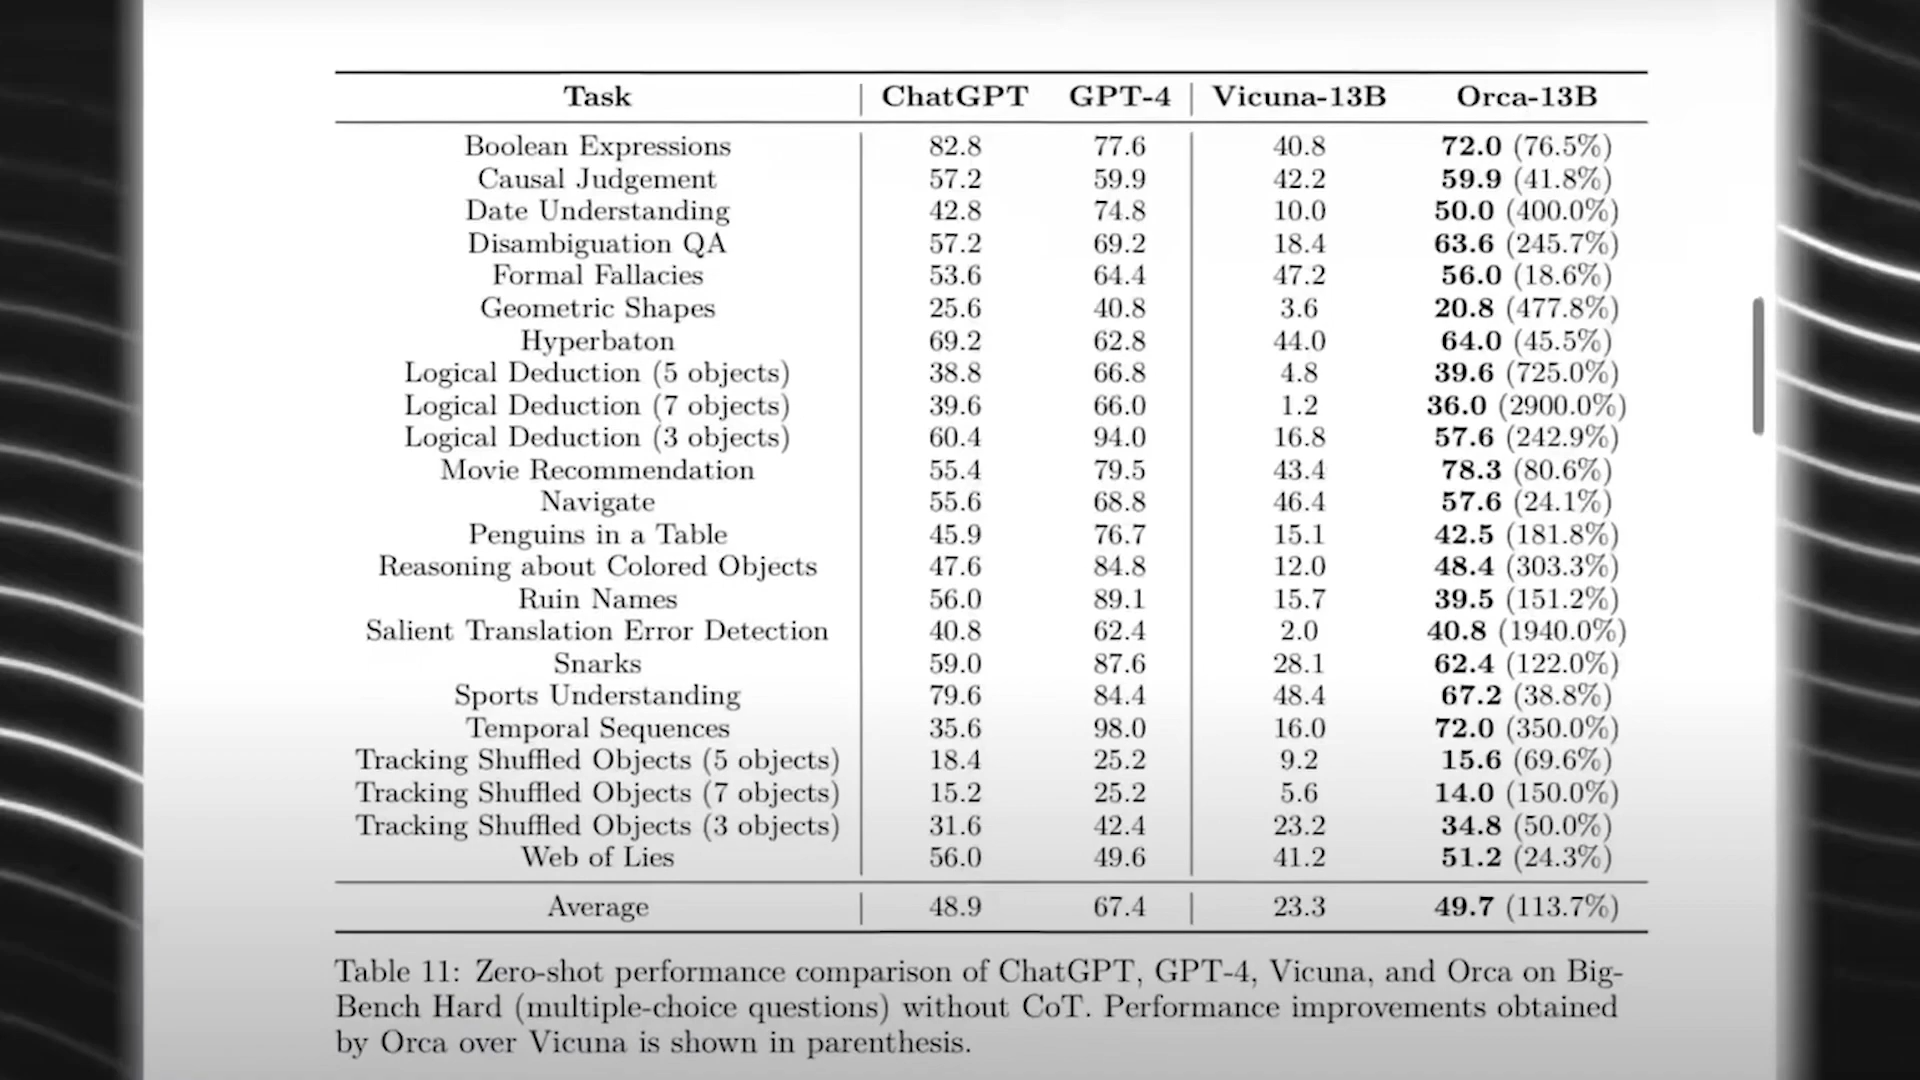 Task ChatGPT GPT-4 Vicuna-13B Orca-13B
Boolean Expressions 82.8 77.6 40.8 72.0 (76.5%)
Causal Judgement 57.2 59.9 42.2 59.9 (41.8%)
Date Understanding 42.8 74.8 10.0 50.0 (400.0%)
Disambiguation QA 57.2 69.2 18.4 63.6 (245.7%)
Formal Fallacies 53.6 64.4 47.2 56.0 (18.6%)
Geometric Shapes 25.6 40.8 3.6 20.8 (477.8%)
Hyperbaton 69.2 62.8 44.0 64.0 (45.5%)
Logical Deduction (5 objects) 38.8 66.8 4.8 39.6 (725.0%)
Logical Deduction (7 objects) 39.6 66.0 1.2 36.0 (2900.0%)
Logical Deduction (3 objects) 60.4 94.0 16.8 57.6 (242.9%)
Movie Recommendation 55.4 79.5 43.4 78.3 (80.6%)
Navigate 55.6 68.8 46.4 57.6 (24.1%)
Penguins in a Table 45.9 76.7 15.1 42.5 (181.8%)
Reasoning about Colored Objects 47.6 84.8 12.0 48.4 (303.3%)
Ruin Names 56.0 89.1 15.7 39.5 (151.2%)
Salient Translation Error Detection 40.8 62.4 2.0 40.8 (1940.0%)
Snarks 59.0 87.6 28.1 62.4 (122.0%)
Sports Understanding 79.6 84.4 48.4 67.2 (38.8%)
Temporal Sequences 35.6 98.0 16.0 72.0 (350.0%)
Tracking Shuffled Objects (5 objects) 18.4 25.2 9.2 15.6 (69.6%)
Tracking Shuffled Objects (7 objects) 15.2 25.2 5.6 14.0 (150.0%)
Tracking Shuffled Objects (3 objects) 31.6 42.4 23.2 34.8 (50.0%)
Web of Lies 56.0 49.6 41.2 51.2 (24.3%)
Average 48.9 67.4 23.3 49.7 (113.7%)
Table 11: Zero-shot performance comparison of ChatGPT, GPT-4, Vicuna, and Orca on Big-
Bench Hard (multiple-choice questions) without CoT. Performance improvements obtained
by Orca over Vicuna is shown in parenthesis.